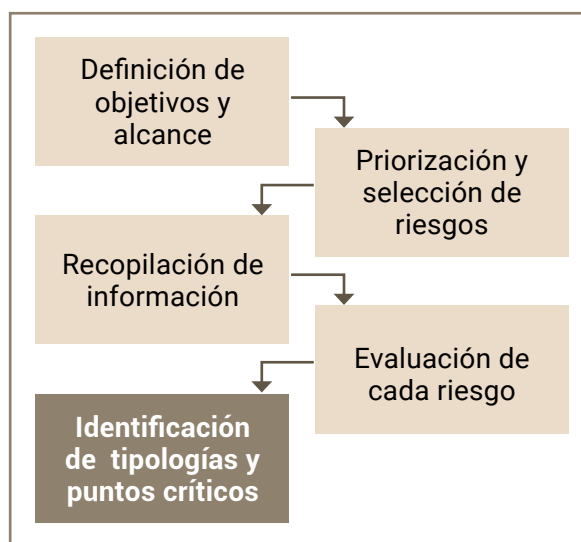 Definición de
objetivos y
alcance
Priorización y
selección de
riesgos
Recopilación de
información
Evaluación de
cada riesgo
Identificación
de tipologías y
puntos críticos